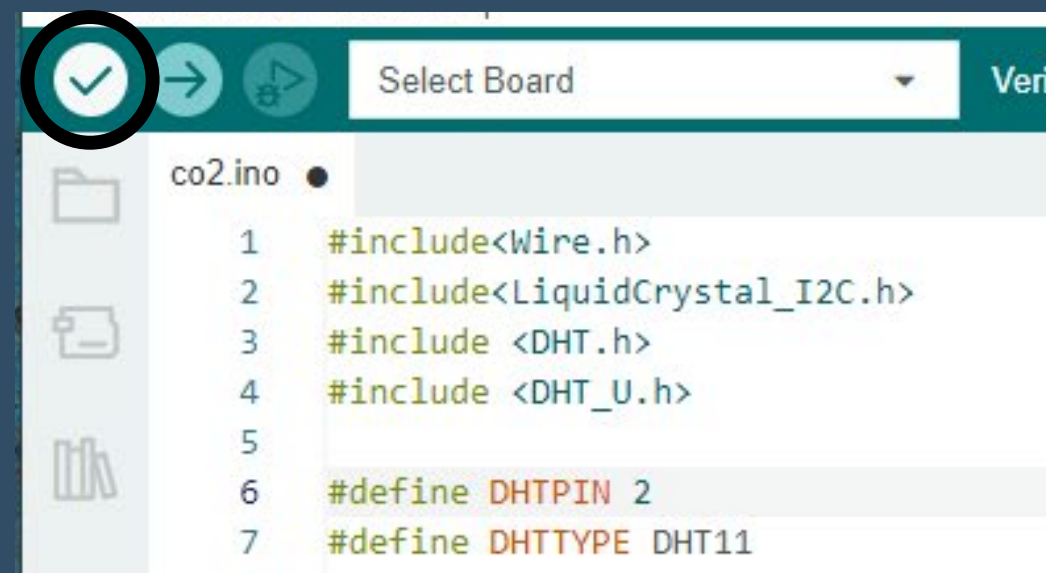 Select Board
Veri
co2.ino
1 #include<Wire.h>
2 #include<LiquidCrystal_I2C.h>
3 #include <DHT.h>
4 #include <DHT_U.h>
5
6 #define DHTPIN 2
7 #define DHTTYPE DHT11